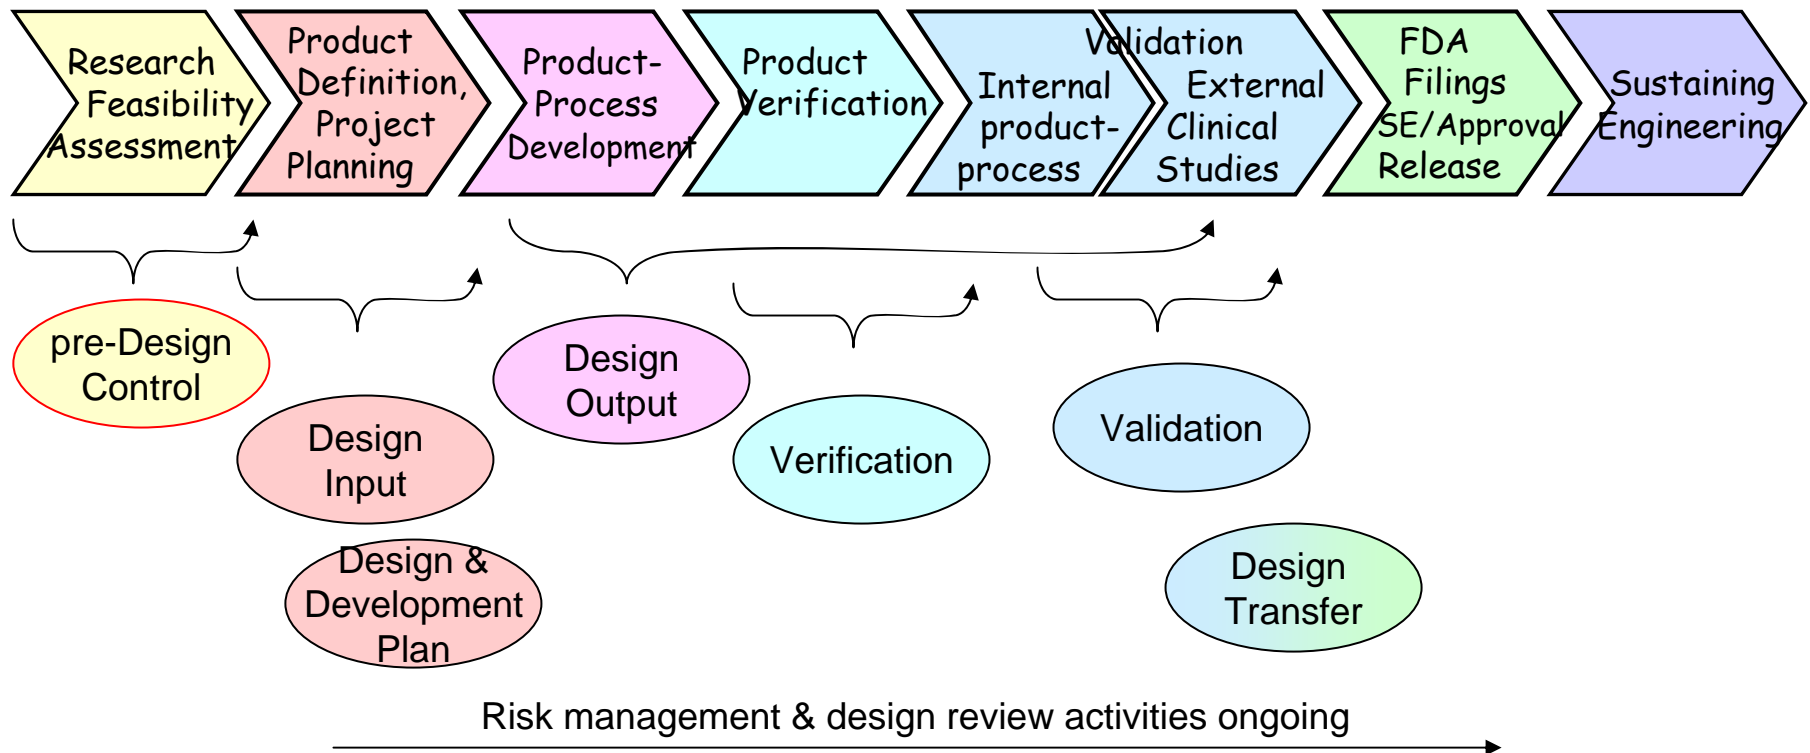 Research
Feasibility
Assessment
Product
Definition,
Project
Planning
Product-
Process
Development
Product
Verification
Validation
Internal
product-
process
External
Clinical
Studies
FDA
Filings
SE/Approval
Release
Sustaining
Engineering
pre-Design
Control
Design
Input
Design &
Development
Plan
Design
Output
Verification
Validation
Design
Transfer
Risk management & design review activities ongoing